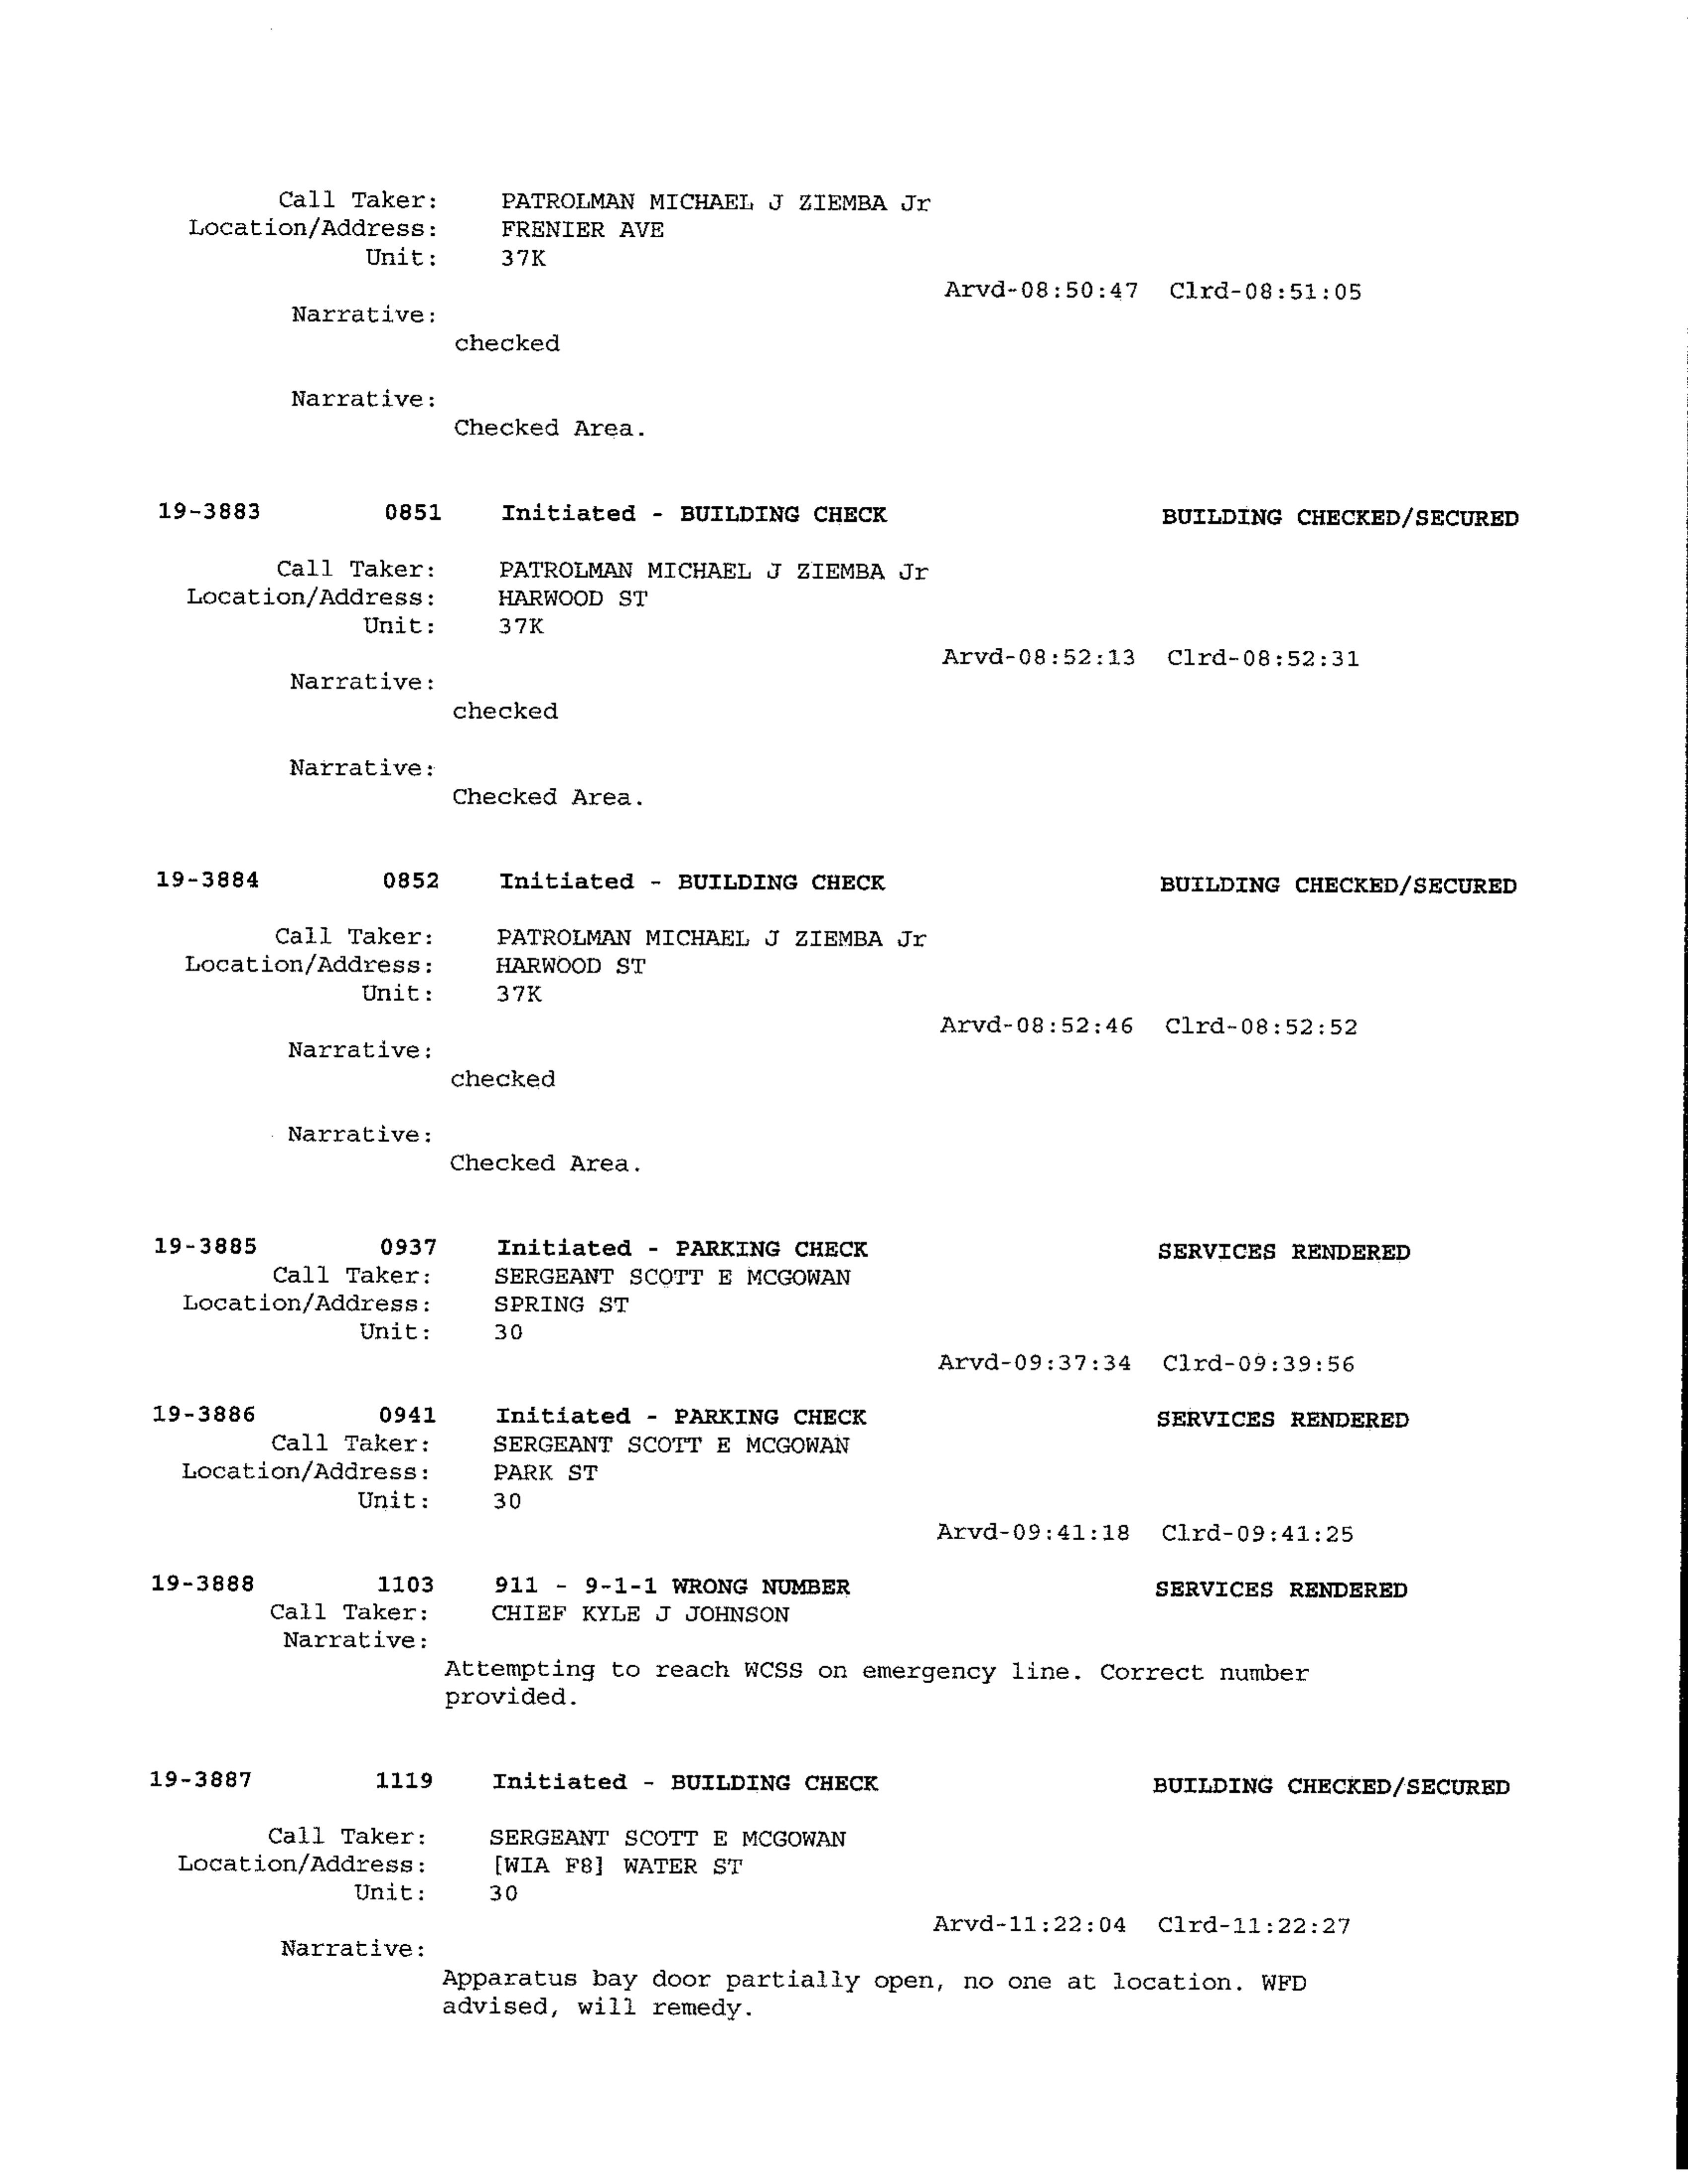 Call Taker: PATROLMAN MICHAEL J ZIEMBA Jr
Location/Address: FRENIER AVE
Unit: 37K
Arvd-08:50:47 Clrd-08:51:05
Narrative:
checked
Narrative:
Checked Area.
19-3883 0851 Initiated - BUILDING CHECK BUILDING CHECKED/SECURED
Call Taker: PATROLMAN MICHAEL J ZIEMBA Jr
Location/Address: HARWOOD ST
Unit: 37K
Arvd-08:52:13 Clrd-08:52:31
Narrative:
checked
Narrative:
Checked Area.
19-3884 0852 Initiated - BUILDING CHECK BUILDING CHECKED/SECURED
Call Taker: PATROLMAN MICHAEL J ZIEMBA Jr
Location/Address: HARWOOD ST
Unit: 37K
Arvd-08:52:46 Clrd-08:52:52
Narrative:
checked
Narrative:
Checked Area.
19-3885 0937 Initiated - PARKING CHECK SERVICES RENDERED
Call Taker: SERGEANT SCOTT E MCGOWAN
Location/Address: SPRING ST
Unit: 30
Arvd-09:37:34 Clrd-09:39:56
19-3886 0941 Initiated - PARKING CHECK SERVICES RENDERED
Call Taker: SERGEANT SCOTT E MCGOWAN
Location/Address: PARK ST
Unit: 30
Arvd-09:41:18 Clrd-09:41:25
19-3888 1103 911 - 9-1-1 WRONG NUMBER SERVICES RENDERED
Call Taker: CHIEF KYLE J JOHNSON
Narrative:
Attempting to reach WCSS on emergency line. Correct number
provided.
19-3887 1119 Initiated - BUILDING CHECK BUILDING CHECKED/SECURED
Call Taker: SERGEANT SCOTT E MCGOWAN
Location/Address: [WIA F8] WATER ST
Unit: 30
Arvd-11:22:04 Clrd-11:22:27
Narrative:
Apparatus bay door partially open, no one at location. WFD
advised, will remedy.